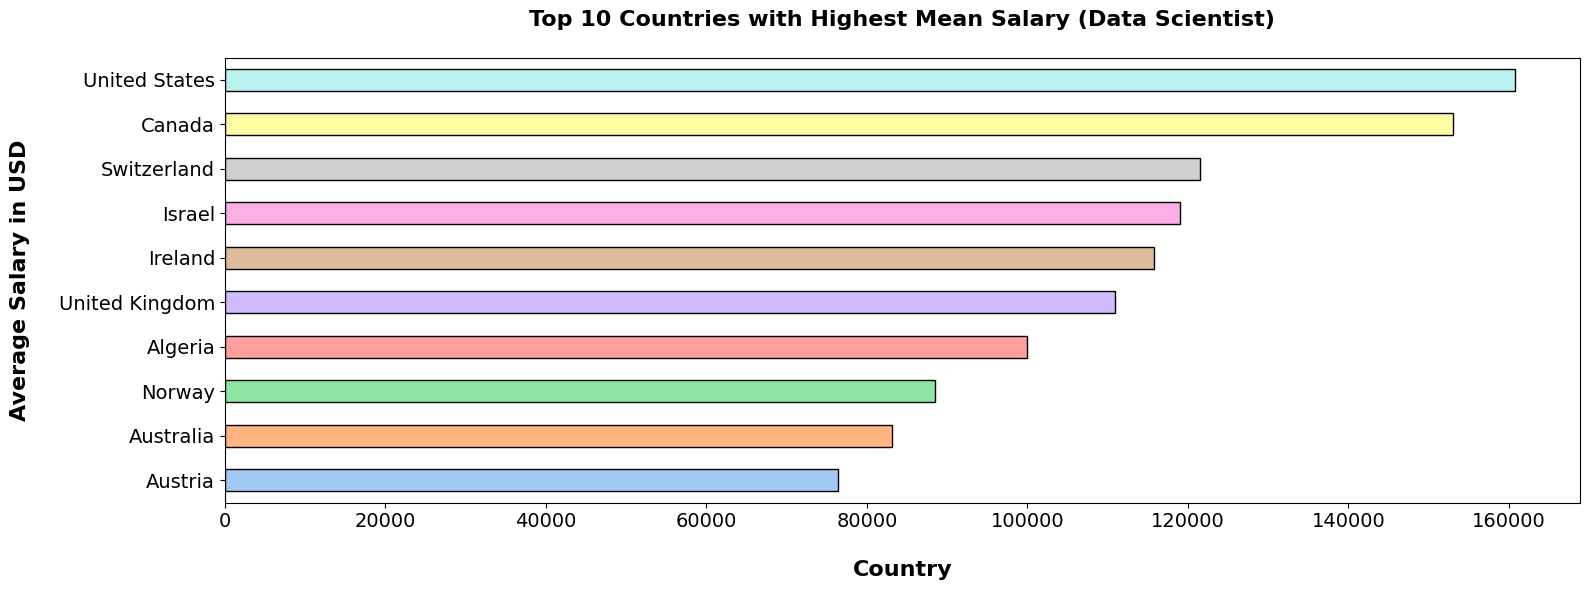 Top 10 Countries with Highest Mean Salary (Data Scientist)
Average Salary in USD
United States
Canada
Switzerland
Israel
Ireland
United Kingdom
Algeria
Norway
Australia
Austria
0 20000 40000 60000 80000 100000 120000 140000 160000
Country